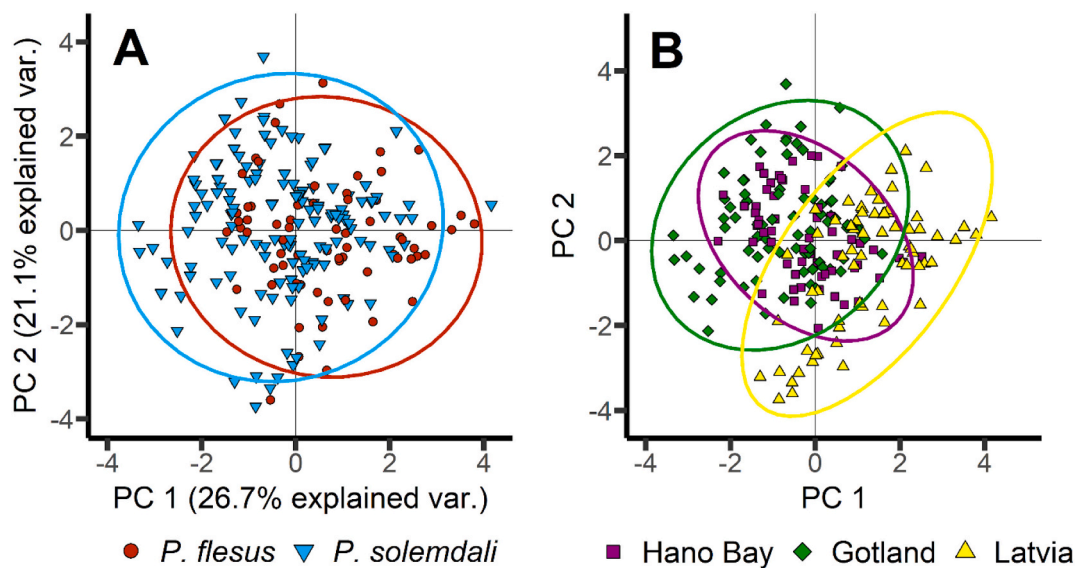 A
4
2
0
-2
-4
PC 2 (21.1% explained var.)
-4 -2 0 2 4
PC 1 (26.7% explained var.)
P. flesus P. solemdali
B
4
2
0
-2
-4
PC 2
-4 -2 0 2 4
PC 1
Hano Bay Gotland Latvia